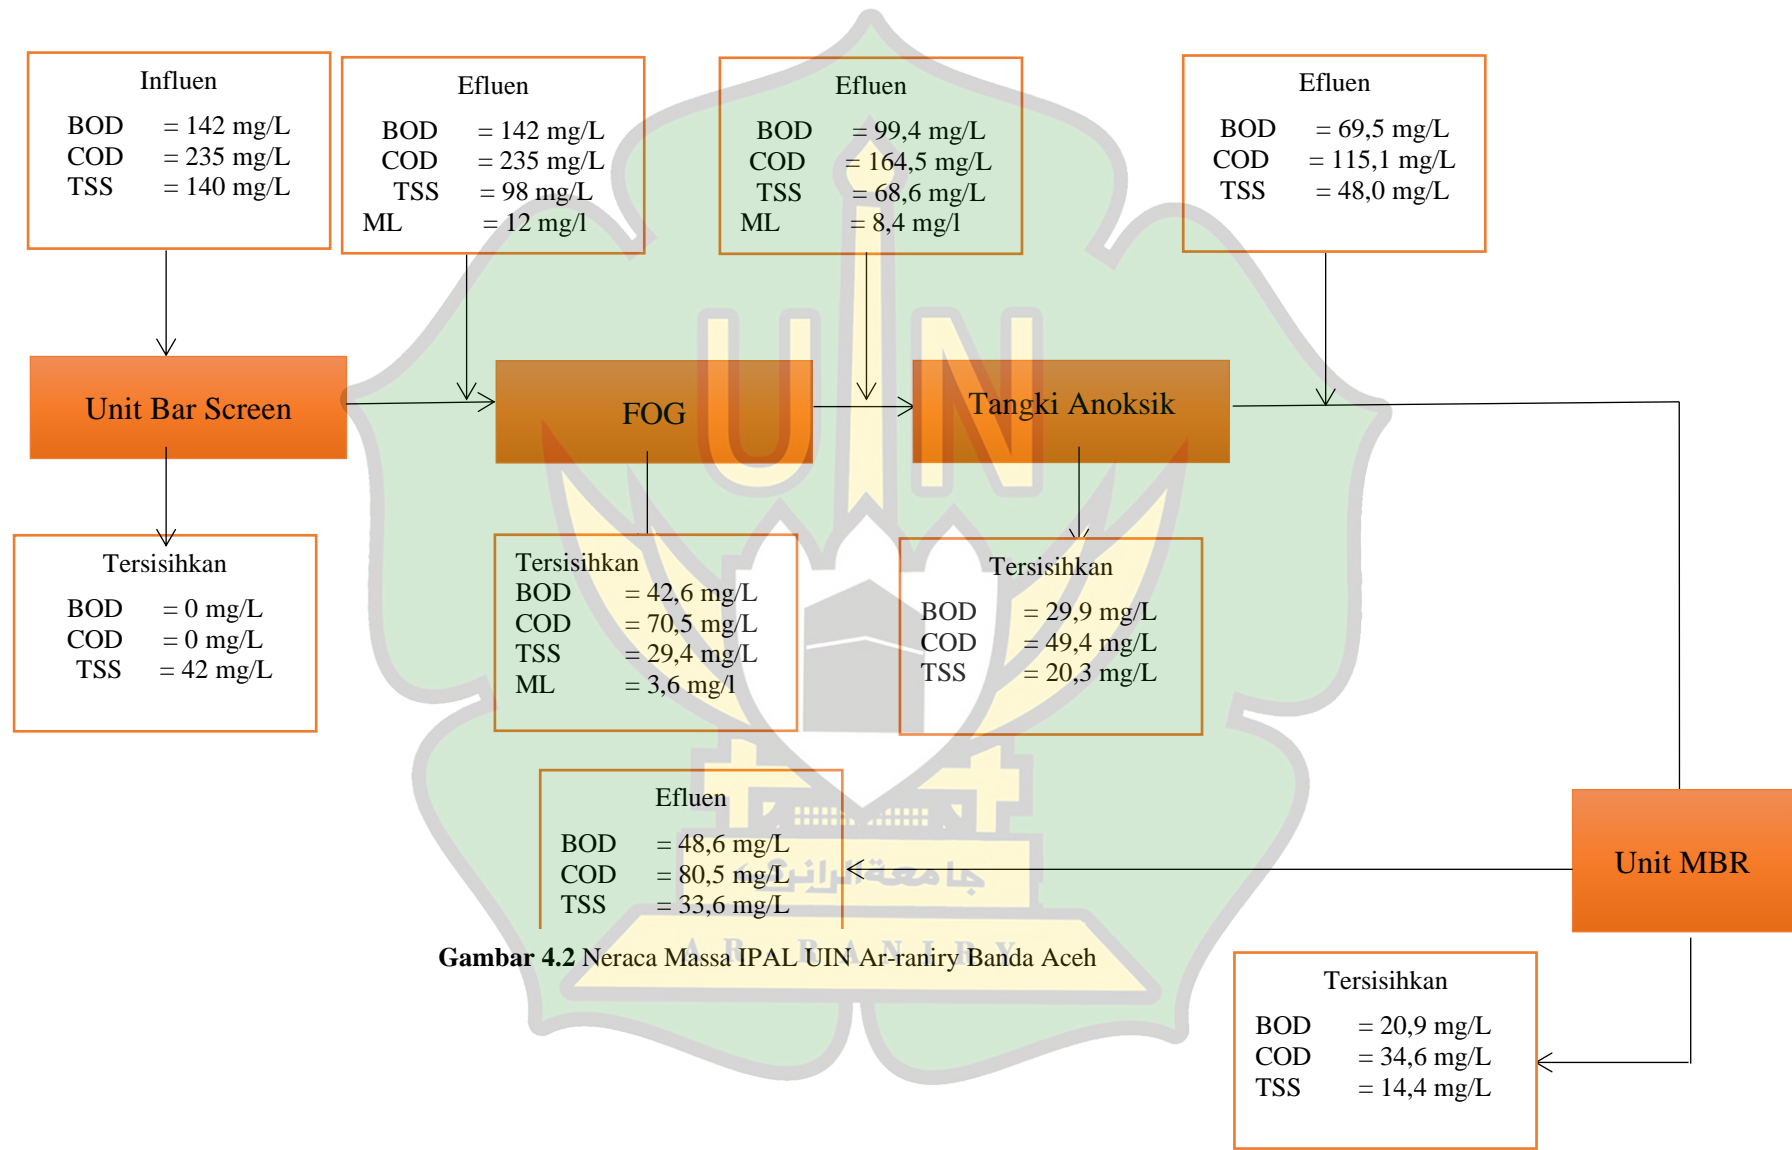 Influen
BOD = 142 mg/L
COD = 235 mg/L
TSS = 140 mg/L
Efluen
BOD = 142 mg/L
COD = 235 mg/L
TSS = 98 mg/L
ML = 12 mg/l
Efluen
BOD = 99,4 mg/L
COD = 164,5 mg/L
TSS = 68,6 mg/L
ML = 8,4 mg/l
Efluen
BOD = 69,5 mg/L
COD = 115,1 mg/L
TSS = 48,0 mg/L
UIN
Unit Bar Screen
FOG
Tangki Anoksik
Tersisihkan
BOD = 0 mg/L
COD = 0 mg/L
TSS = 42 mg/L
Tersisihkan
BOD = 42,6 mg/L
COD = 70,5 mg/L
TSS = 29,4 mg/L
ML = 3,6 mg/l
Tersisihkan
BOD = 29,9 mg/L
COD = 49,4 mg/L
TSS = 20,3 mg/L
Efluen
BOD = 48,6 mg/L
COD = 80,5 mg/L
TSS = 33,6 mg/L
Unit MBR
جامعة الرانري
AR-RANIRY
Gambar 4.2 Neraca Massa IPAL UIN Ar-raniry Banda Aceh
Tersisihkan
BOD = 20,9 mg/L
COD = 34,6 mg/L
TSS = 14,4 mg/L